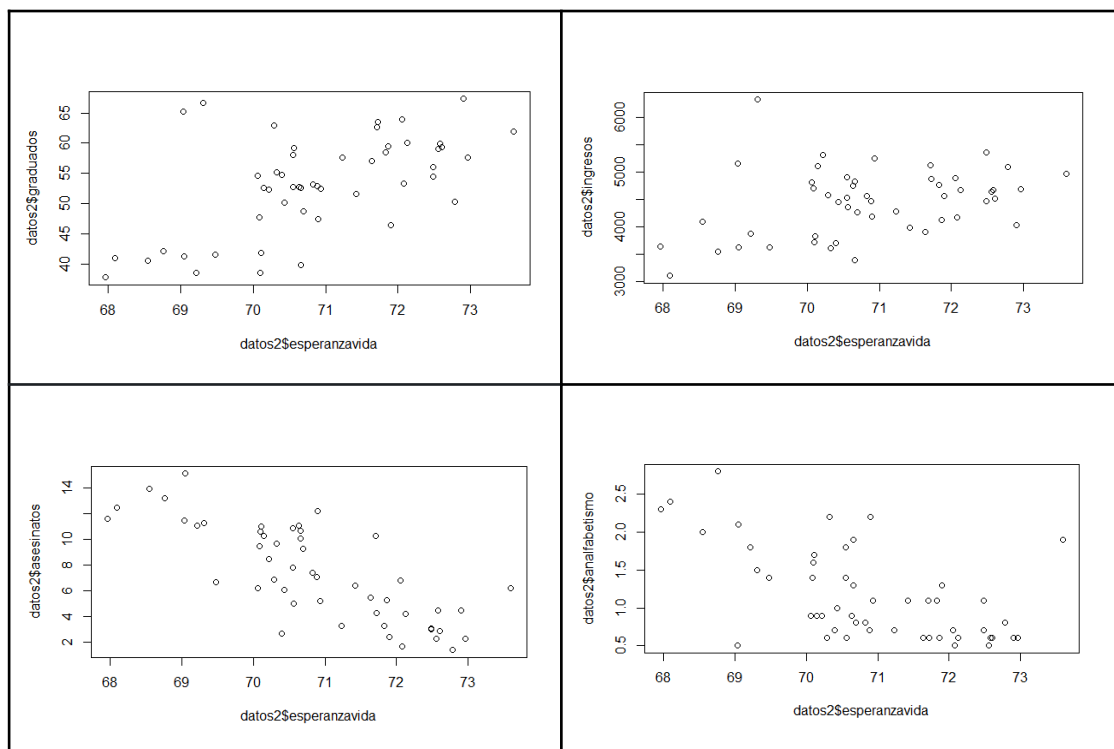 datos2$graduados
40 45 50 55 60 65
68 69 70 71 72 73
datos2$esperanzavida
datos2$ingresos
3000 4000 5000 6000
68 69 70 71 72 73
datos2$esperanzavida
datos2$asesinatos
2 4 6 8 10 14
68 69 70 71 72 73
datos2$esperanzavida
datos2$analfabetismo
0.5 1.0 1.5 2.0 2.5
68 69 70 71 72 73
datos2$esperanzavida